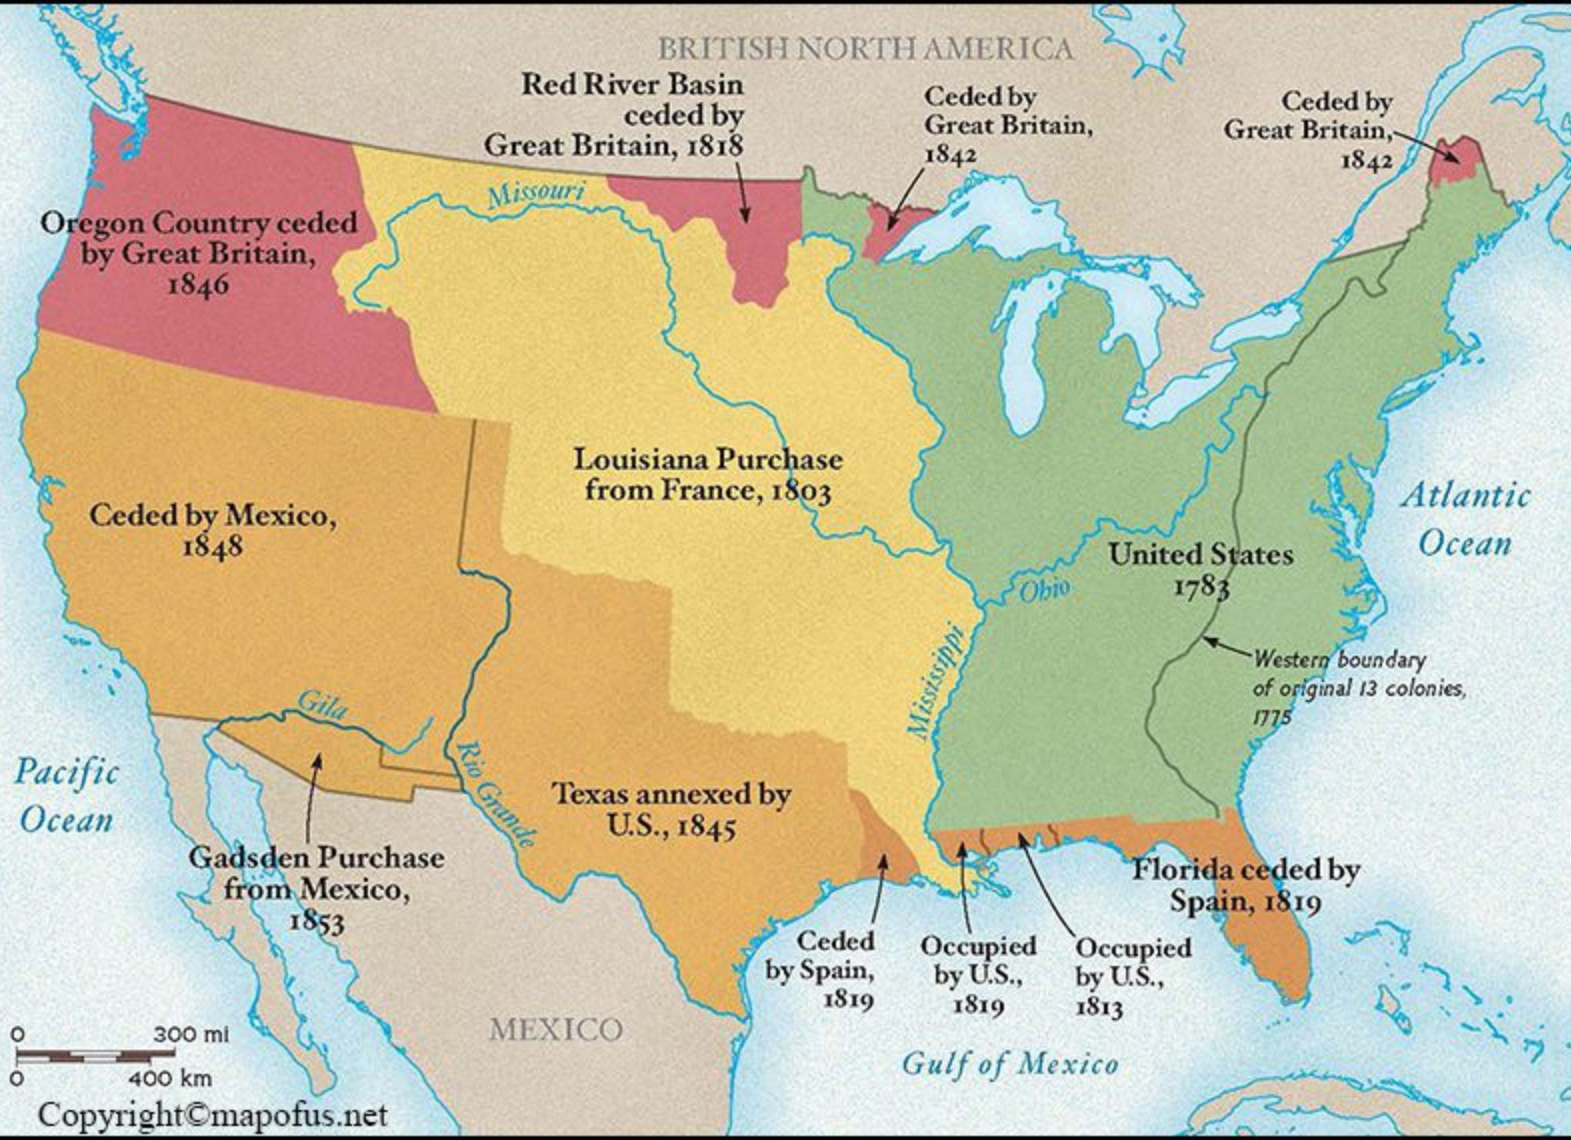 BRITISH NORTH AMERICA
Red River Basin
ceded by
Great Britain, 1818
Ceded by
Great Britain,
1842
Ceded by
Great Britain,
1842
Missouri
Oregon Country ceded
by Great Britain,
1846
Louisiana Purchase
from France, 1803
Ceded by Mexico,
1848
Atlantic
Ocean
United States
1783
Ohio
Mississippi
Western boundary
of original 13 colonies,
1775
Gila
Rio Grande
Pacific
Ocean
Texas annexed by
U.S., 1845
Gadsden Purchase
from Mexico,
1853
Florida ceded by
Spain, 1819
Ceded
by Spain,
1819
Occupied
by U.S.,
1819
Occupied
by U.S.,
1813
MEXICO
Gulf of Mexico
0 300 mi
0 400 km
Copyright©mapofus.net